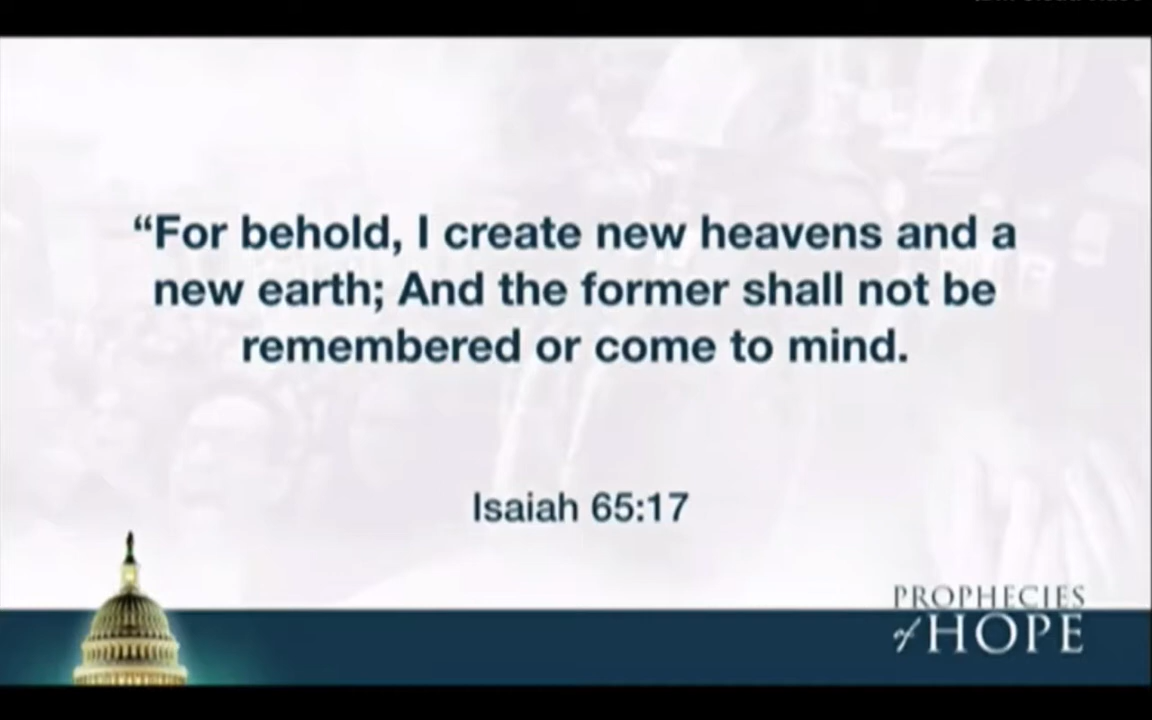 “For behold, I create new heavens and a
new earth; And the former shall not be
remembered or come to mind.
Isaiah 65:17
PROPHECIES
of HOPE